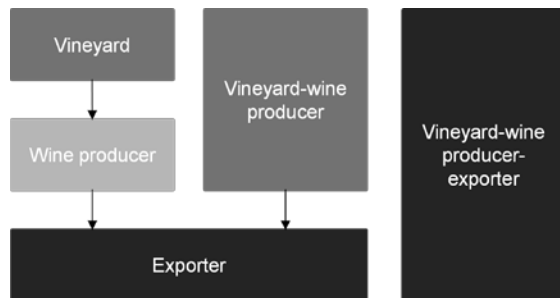 Vineyard
Wine producer
Vineyard-wine
producer
Exporter
Vineyard-wine
producer-
exporter